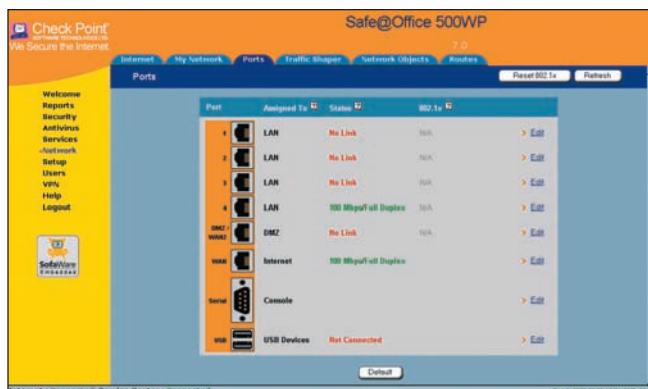 Check Point
SOFTWARE TECHNOLOGIES LTD.
We Secure the Internet.
Safe@Office 500WP
7.0
Internet My Network Ports Traffic Shaper Network Objects Routes
Ports
Reset 802.1x Refresh
Welcome
Reports
Security
Antivirus
Services
Network
Setup
Users
VPN
Help
Logout
SofaWare
EMBEDDED
Port Assigned To Status 802.1x
1 LAN No Link N/A Edit
2 LAN No Link N/A Edit
3 LAN No Link N/A Edit
4 LAN 100 Mbps/Full Duplex N/A Edit
DMZ / WAN2 DMZ No Link N/A Edit
WAN Internet 100 Mbps/Full Duplex Edit
Serial Console Edit
USB USB Devices Not Connected Edit
Default